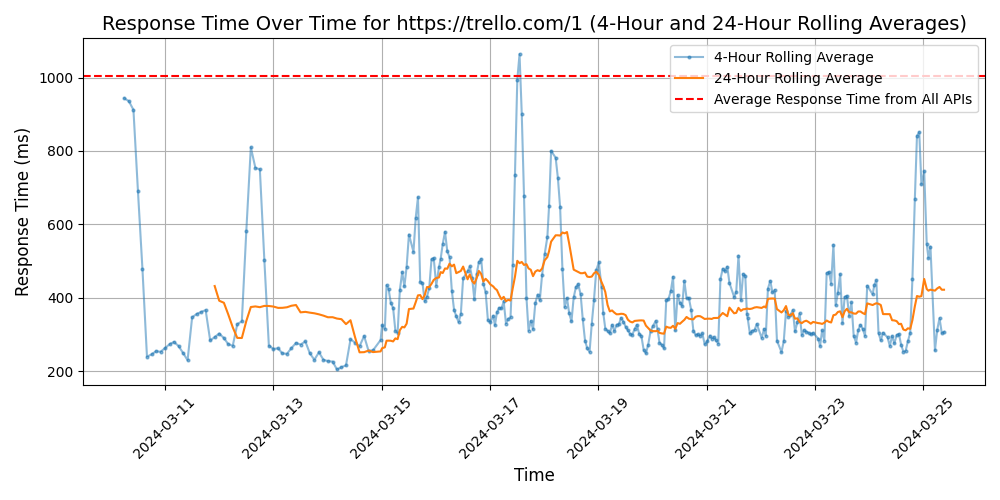 Response Time Over Time for https://trello.com/1 (4-Hour and 24-Hour Rolling Averages)
4-Hour Rolling Average
24-Hour Rolling Average
Average Response Time from All APIs
Response Time (ms)
1000
800
600
400
200
2024-03-11
2024-03-13
2024-03-15
2024-03-17
2024-03-19
2024-03-21
2024-03-23
2024-03-25
Time